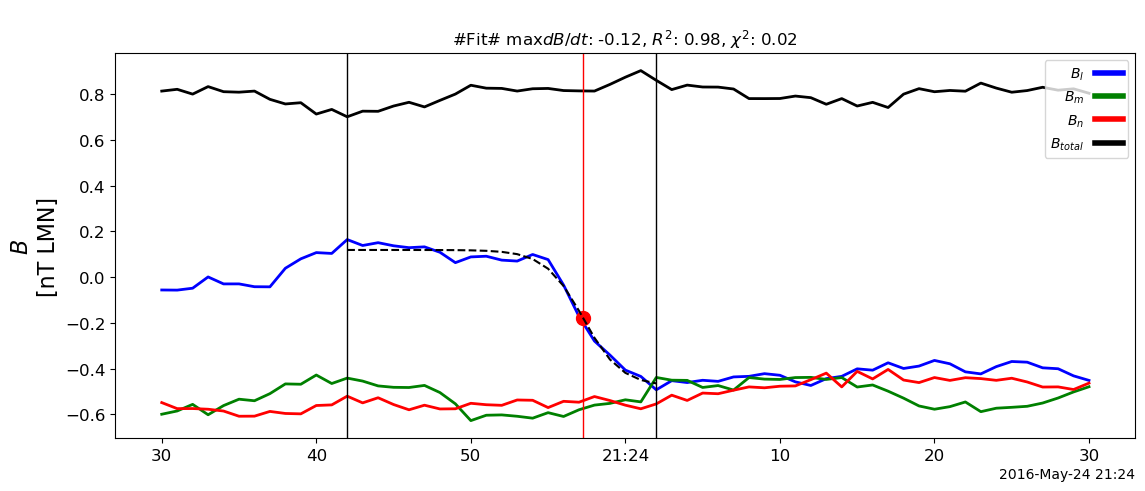 #Fit# maxdB/dt: -0.12, R²: 0.98, χ²: 0.02
B
[nT LMN]
0.8
0.6
0.4
0.2
0.0
−0.2
−0.4
−0.6
B_l
B_m
B_n
B_total
30 40 50 21:24 10 20 30
2016-May-24 21:24